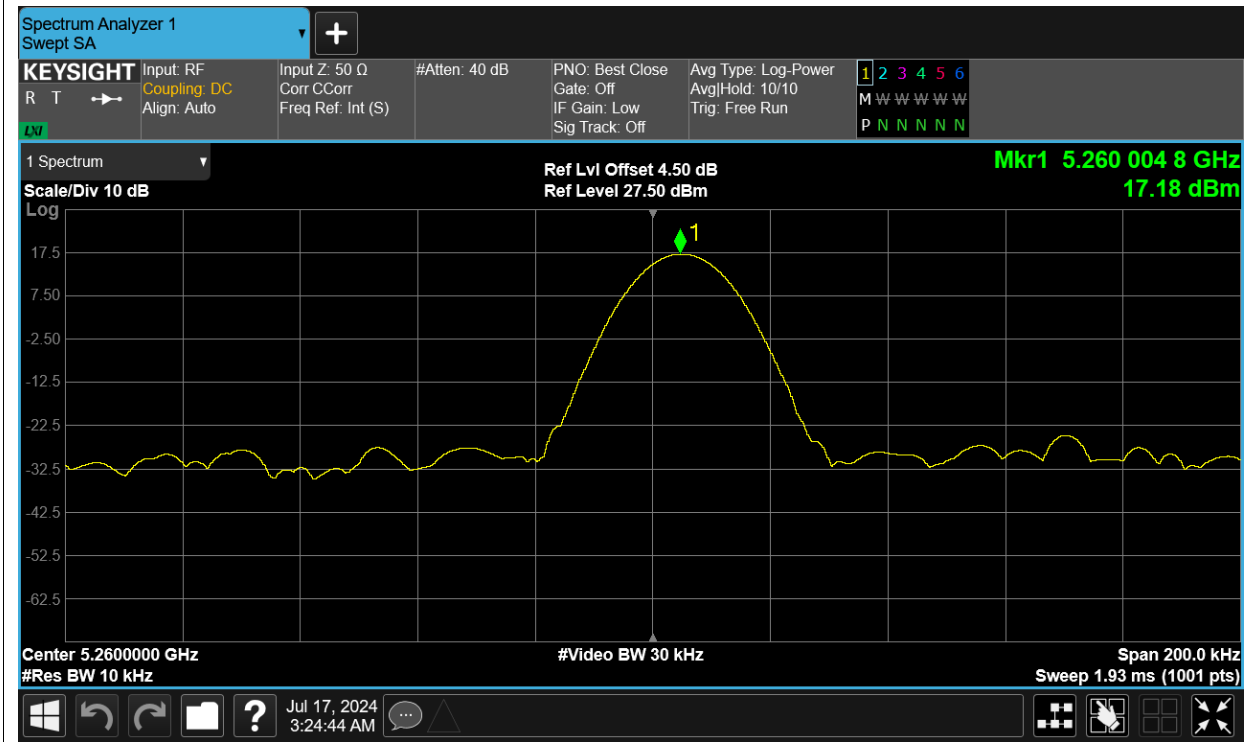 Spectrum Analyzer 1
Swept SA
KEYSIGHT
R T
LXI
Input: RF
Coupling: DC
Align: Auto
Input Z: 50 Ω
Corr CCorr
Freq Ref: Int (S)
#Atten: 40 dB
PNO: Best Close
Gate: Off
IF Gain: Low
Sig Track: Off
Avg Type: Log-Power
Avg|Hold: 10/10
Trig: Free Run
1 2 3 4 5 6
M W W W W W
P N N N N N
1 Spectrum
Scale/Div 10 dB
Log
Ref Lvl Offset 4.50 dB
Ref Level 27.50 dBm
Mkr1 5.260 004 8 GHz
17.18 dBm
1
17.5
7.50
-2.50
-12.5
-22.5
-32.5
-42.5
-52.5
-62.5
Center 5.2600000 GHz
#Res BW 10 kHz
#Video BW 30 kHz
Span 200.0 kHz
Sweep 1.93 ms (1001 pts)
?
Jul 17, 2024
3:24:44 AM